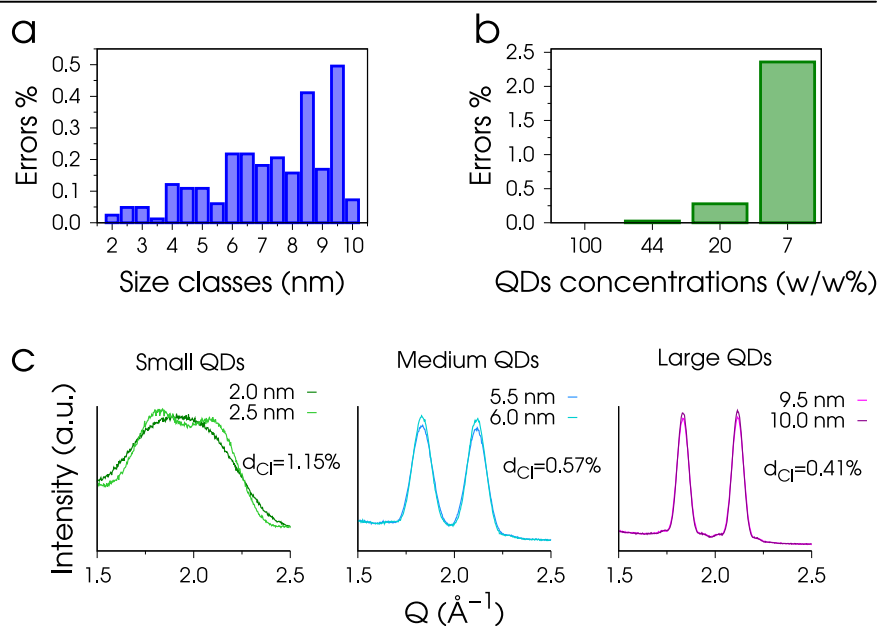 a
b
Errors %
0.5
0.4
0.3
0.2
0.1
0.0
2 3 4 5 6 7 8 9 10
Size classes (nm)
Errors %
2.5
2.0
1.5
1.0
0.5
0.0
100 44 20 7
QDs concentrations (w/w%)
c
Small QDs
2.0 nm
2.5 nm
d_CI=1.15%
Medium QDs
5.5 nm
6.0 nm
d_CI=0.57%
Large QDs
9.5 nm
10.0 nm
d_CI=0.41%
Intensity (a.u.)
1.5 2.0 2.5
1.5 2.0 2.5
1.5 2.0 2.5
Q (Å⁻¹)